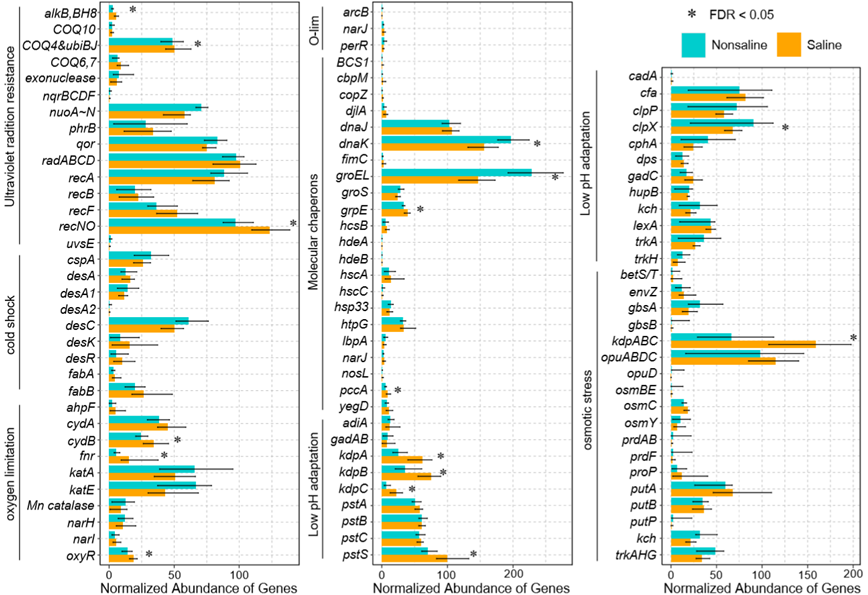 Ultraviolet radition resistance
alkB,BH8 *
COQ10
COQ4&ubiBJ *
COQ6,7
exonuclease
nqrBCDF
nuoA~N
phrB
qor
radABCD
recA
recB
recF
recNO *
uvsE
cold shock
cspA
desA
desA1
desA2
desC
desK
desR
fabA
fabB
oxygen limitation
ahpF
cydA
cydB *
fnr *
katA
katE
Mn catalase
narH
narI
oxyR *
0 50 100
Normalized Abundance of Genes
O-lim
arcB
narJ
perR
Molecular chaperons
BCS1
cbpM
copZ
djlA
dnaJ
dnaK *
fimC
groEL *
groS
grpE *
hcsB
hdeA
hdeB
hscA
hscC
hsp33
htpG
lbpA
narJ
nosL
pccA *
yegD
Low pH adaptation
adiA
gadAB
kdpA *
kdpB *
kdpC *
pstA
pstB
pstC
pstS *
0 100 200
Normalized Abundance of Genes
* FDR < 0.05
Nonsaline Saline
Low pH adaptation
cadA
cfa
clpP
clpX *
cphA
dps
gadC
hupB
kch
lexA
trkA
trkH
osmotic stress
betS/T
envZ
gbsA
gbsB
kdpABC *
opuABDC
opuD
osmBE
osmC
osmY
prdAB
prdF
proP
putA
putB
putP
kch
trkAHG
0 50 100 150 200
Normalized Abundance of Genes